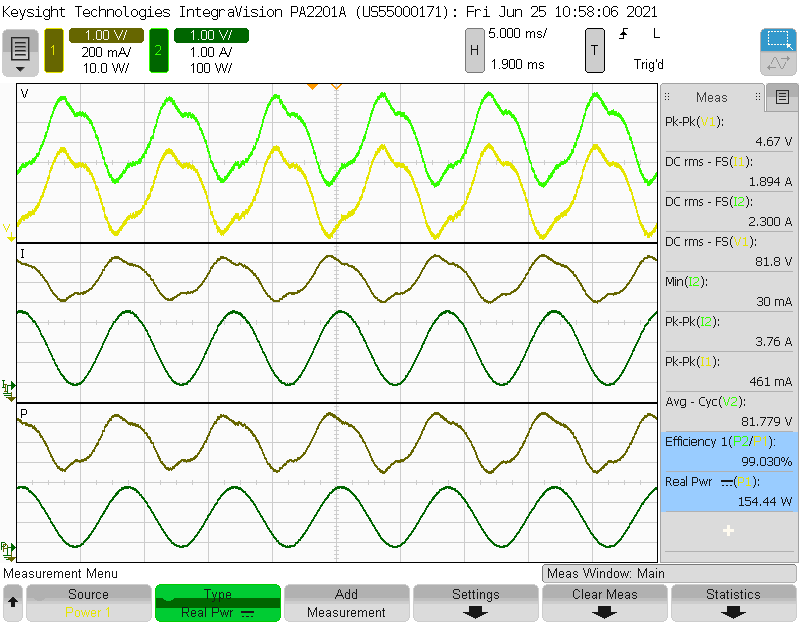 Keysight Technologies IntegraVision PA2201A (US55000171): Fri Jun 25 10:58:06 2021
1 1.00 V/ 2 1.00 V/ H 5.000 ms/ T L
200 mA/ 1.00 A/
10.0 W/ 100 W/ 1.900 ms Trig'd
V
V
I
I
P
P
Meas
Pk-Pk(V1):
4.67 V
DC rms - FS(I1):
1.894 A
DC rms - FS(I2):
2.300 A
DC rms - FS(V1):
81.8 V
Min(I2):
30 mA
Pk-Pk(I2):
3.76 A
Pk-Pk(I1):
461 mA
Avg - Cyc(V2):
81.779 V
Efficiency 1(P2/P ):
99.030%
Real Pwr (P1):
154.44 W
+
Measurement Menu
Meas Window: Main
Source
Power 1
Type
Real Pwr
Add
Measurement
Settings
Clear Meas
Statistics